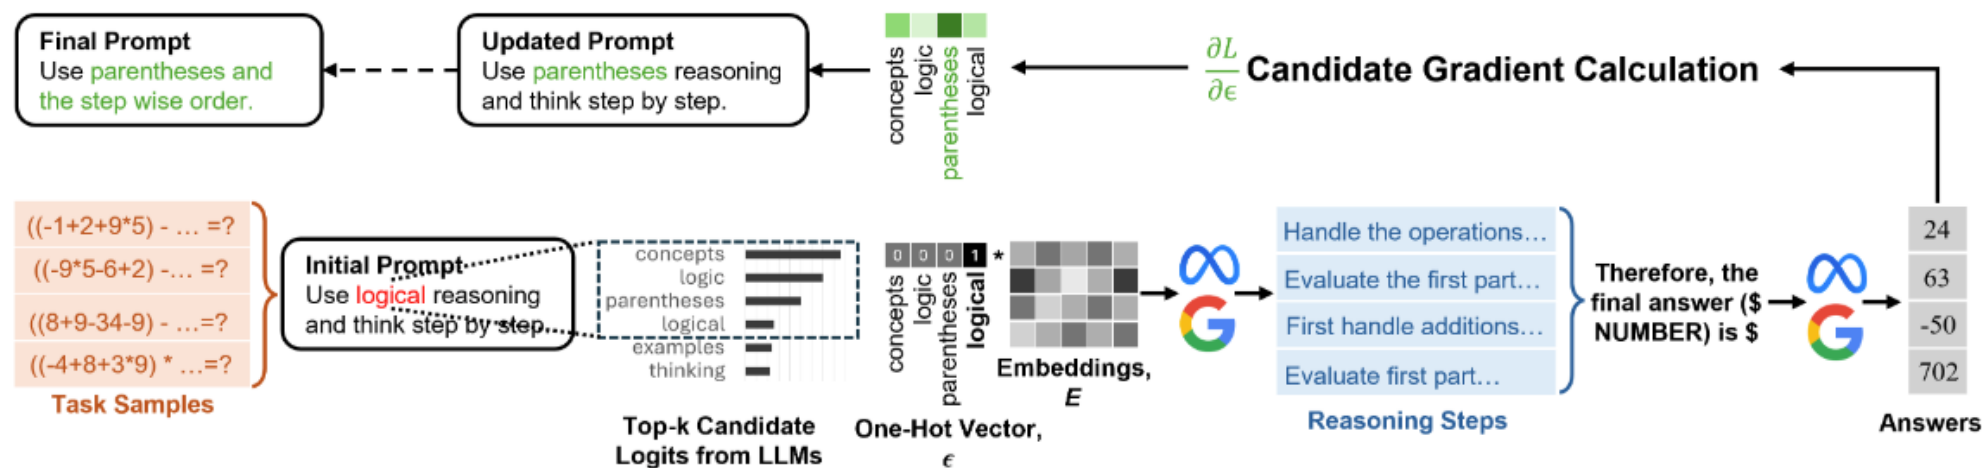 Final Prompt
Use parentheses and
the step wise order.
Updated Prompt
Use parentheses reasoning
and think step by step.
concepts
logic
parentheses
logical
∂L
∂ϵ
Candidate Gradient Calculation
((-1+2+9*5) - … =?
((-9*5-6+2) -… =?
((8+9-34-9) - …=?
((-4+8+3*9) * …=?
Task Samples
Initial Prompt
Use logical reasoning
and think step by step.
concepts
logic
parentheses
logical
examples
thinking
Top-k Candidate
Logits from LLMs
0 0 0 1 *
concepts
logic
parentheses
logical
One-Hot Vector,
ϵ
Embeddings,
E
Handle the operations…
Evaluate the first part…
First handle additions…
Evaluate first part…
Reasoning Steps
Therefore, the
final answer ($
NUMBER) is $
24
63
-50
702
Answers